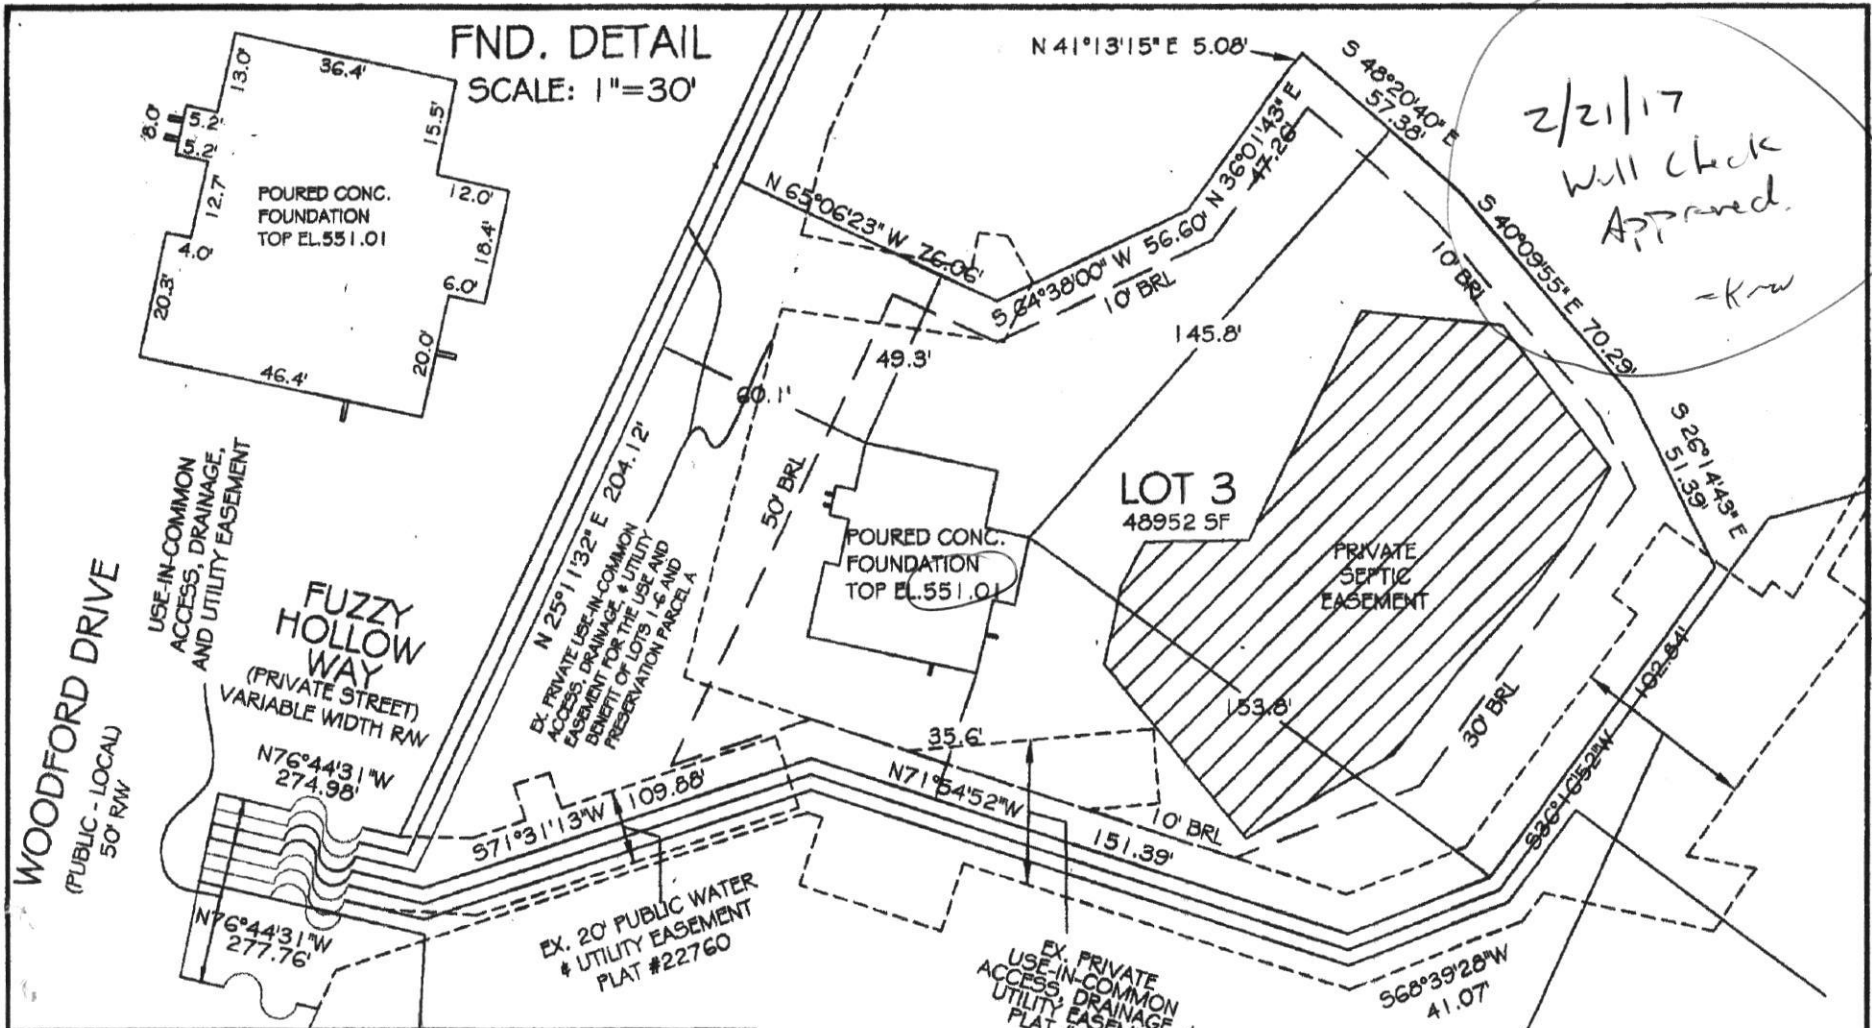 FND. DETAIL
SCALE: 1"=30'
13.0'
36.4'
8.0'
5.2'
5.2'
15.5'
12.7'
12.0'
POURED CONC.
FOUNDATION
TOP EL.551.01
4.0'
18.4'
20.3'
6.0'
46.4'
20.0'
N 41°13'15" E 5.08'
S 48°20'40" E
57.38'
2/21/17
Well Check
Approved.
N 65°06'23" W 76.06'
S 64°38'00" W 56.60'
N 36°01'43" E
47.26'
10' BRL
10' BRL
S 40°09'55" E 70.29'
145.8'
49.3'
60.1'
S 26°14'43" E
51.39'
50' BRL
LOT 3
48952 SF
POURED CONC.
FOUNDATION
TOP EL.551.01
PRIVATE
SEPTIC
EASEMENT
N 25°11'32" E 204.12'
USE-IN-COMMON
ACCESS, DRAINAGE,
AND UTILITY EASEMENT
EX. PRIVATE USE-IN-COMMON
ACCESS, DRAINAGE, & UTILITY
EASEMENT FOR THE USE AND
BENEFIT OF LOTS 1-6 AND
PRESERVATION PARCEL A
WOODFORD DRIVE
(PUBLIC - LOCAL)
50' R/W
FUZZY
HOLLOW
WAY
(PRIVATE STREET)
VARIABLE WIDTH R/W
N76°44'31"W
274.98'
153.8'
30' BRL
102.84'
S36°16'52"W
35.6'
N71°54'52"W
151.39'
10' BRL
S71°31'13"W 109.88'
N76°44'31"W
277.76'
EX. 20' PUBLIC WATER
& UTILITY EASEMENT
PLAT #22760
EX. PRIVATE
USE-IN-COMMON
ACCESS, DRAINAGE
UTILITY EASEM
PLAT
S68°39'28"W
41.07'